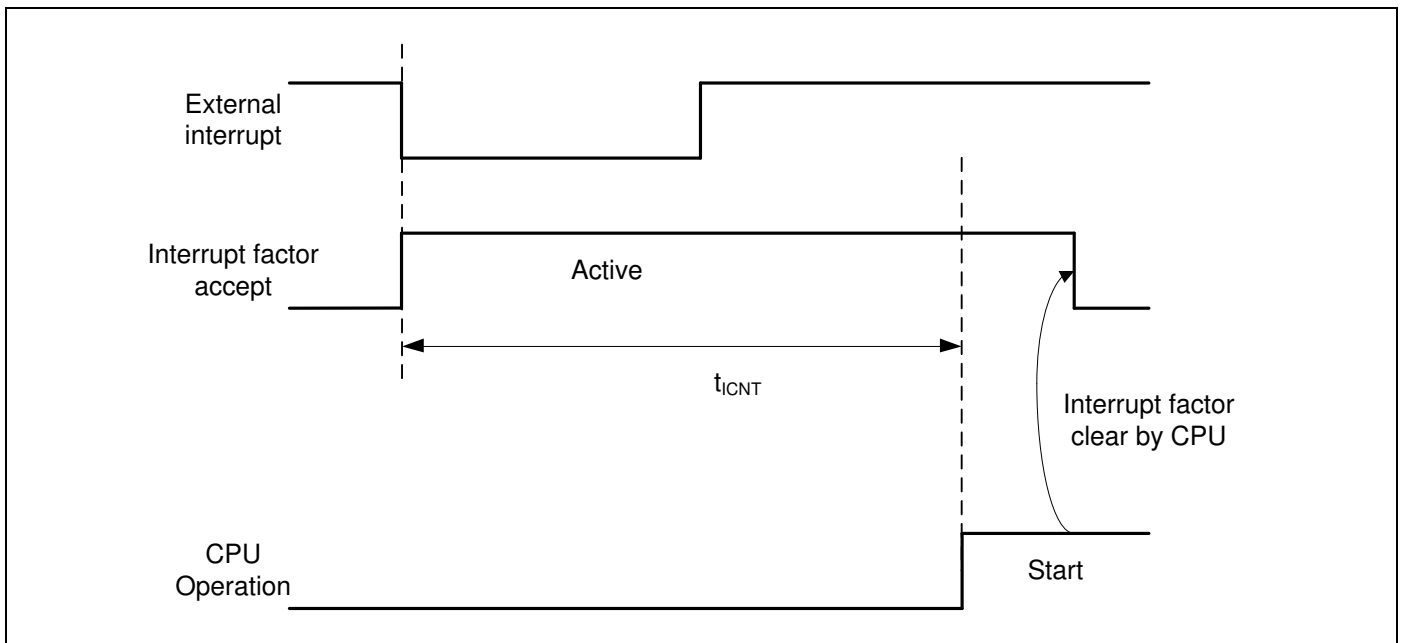 External
interrupt
Interrupt factor
accept
Active
tICNT
Interrupt factor
clear by CPU
CPU
Operation
Start